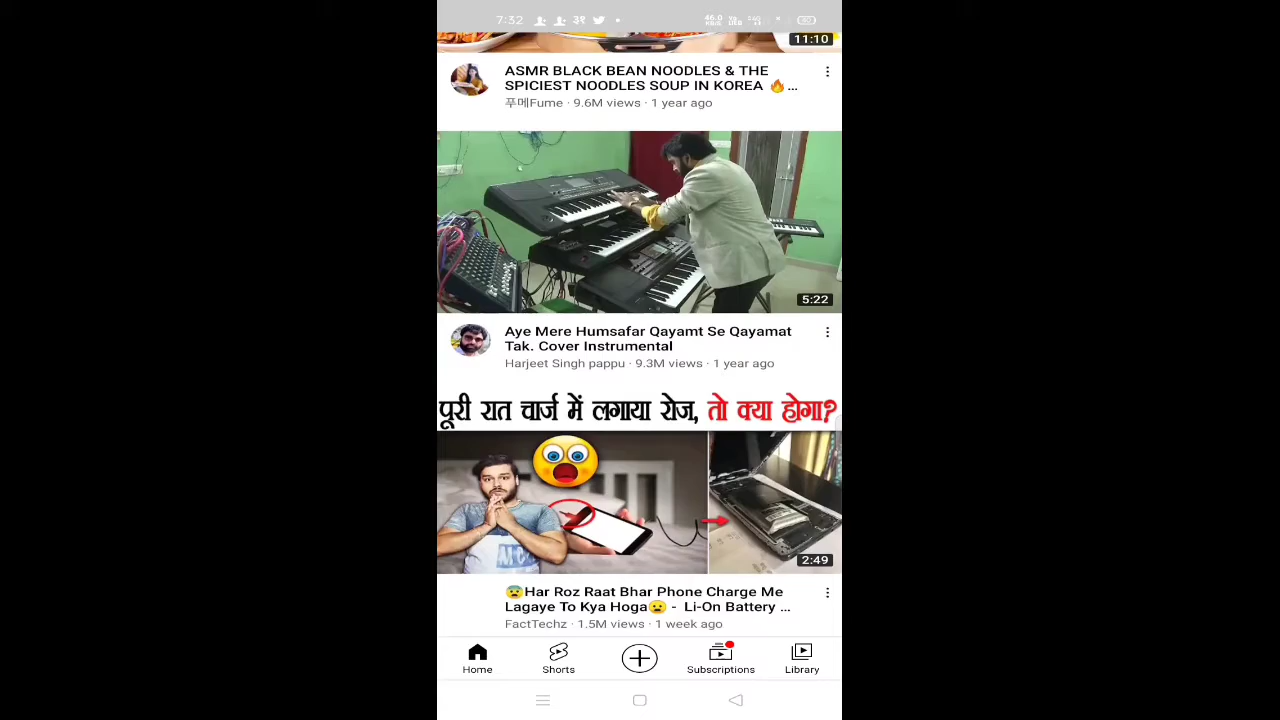 7:32
46.0 KB/S
11:10
ASMR BLACK BEAN NOODLES & THE
SPICIEST NOODLES SOUP IN KOREA 🔥...
푸메Fume · 9.6M views · 1 year ago
5:22
Aye Mere Humsafar Qayamt Se Qayamat
Tak. Cover Instrumental
Harjeet Singh pappu · 9.3M views · 1 year ago
पूरी रात चार्ज में लगाया रोज, तो क्या होगा?
2:49
😨Har Roz Raat Bhar Phone Charge Me
Lagaye To Kya Hoga😦 - Li-On Battery ...
FactTechz · 1.5M views · 1 week ago
Home Shorts Subscriptions Library